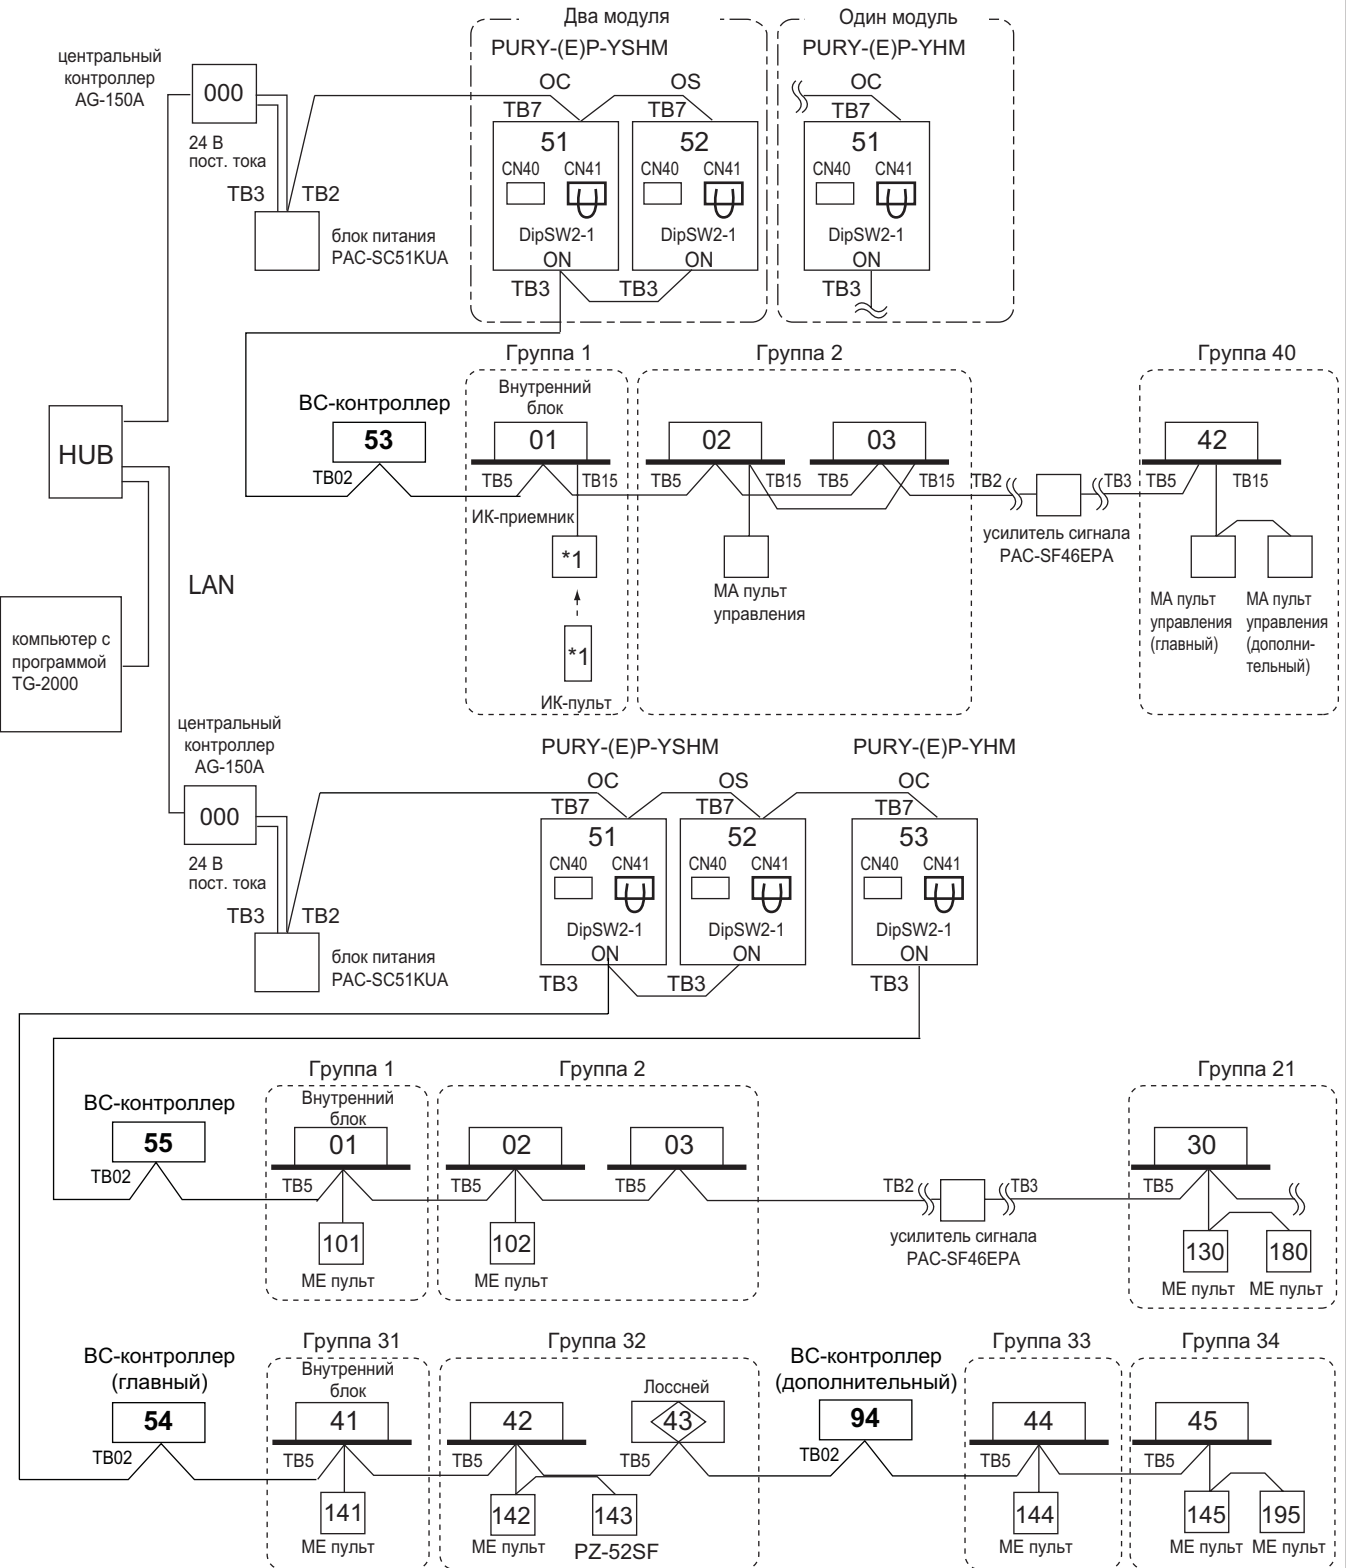 Два модуля
PURY-(E)P-YSHM
Один модуль
PURY-(E)P-YHM
центральный
контроллер
AG-150A
000
24 В
пост. тока
TB3
TB2
блок питания
PAC-SC51KUA
OC
OS
TB7
TB7
51
52
CN40
CN41
CN40
CN41
DipSW2-1
DipSW2-1
ON
ON
TB3
TB3
OC
TB7
51
CN40
CN41
DipSW2-1
ON
TB3
HUB
LAN
компьютер с
программой
TG-2000
Группа 1
Группа 2
Группа 40
ВС-контроллер
53
TB02
Внутренний
блок
01
TB5
TB15
ИК-приемник
*1
*1
ИК-пульт
02
TB5
TB15
МА пульт
управления
03
TB5
TB15
TB2
TB3
усилитель сигнала
PAC-SF46EPA
42
TB5
TB15
МА пульт
управления
(главный)
МА пульт
управления
(дополни-
тельный)
центральный
контроллер
AG-150A
000
24 В
пост. тока
TB3
TB2
блок питания
PAC-SC51KUA
PURY-(E)P-YSHM
PURY-(E)P-YHM
OC
OS
OC
TB7
TB7
TB7
51
52
53
CN40
CN41
CN40
CN41
CN40
CN41
DipSW2-1
DipSW2-1
DipSW2-1
ON
ON
ON
TB3
TB3
TB3
Группа 1
Группа 2
Группа 21
ВС-контроллер
55
TB02
Внутренний
блок
01
TB5
101
МЕ пульт
02
TB5
102
МЕ пульт
03
TB5
TB2
TB3
усилитель сигнала
PAC-SF46EPA
30
TB5
130
180
МЕ пульт
МЕ пульт
ВС-контроллер
(главный)
54
TB02
Группа 31
Внутренний
блок
41
TB5
141
МЕ пульт
Группа 32
42
TB5
142
МЕ пульт
143
PZ-52SF
Лоссней
43
TB5
ВС-контроллер
(дополнительный)
94
TB02
Группа 33
44
TB5
144
МЕ пульт
Группа 34
45
TB5
145
195
МЕ пульт
МЕ пульт